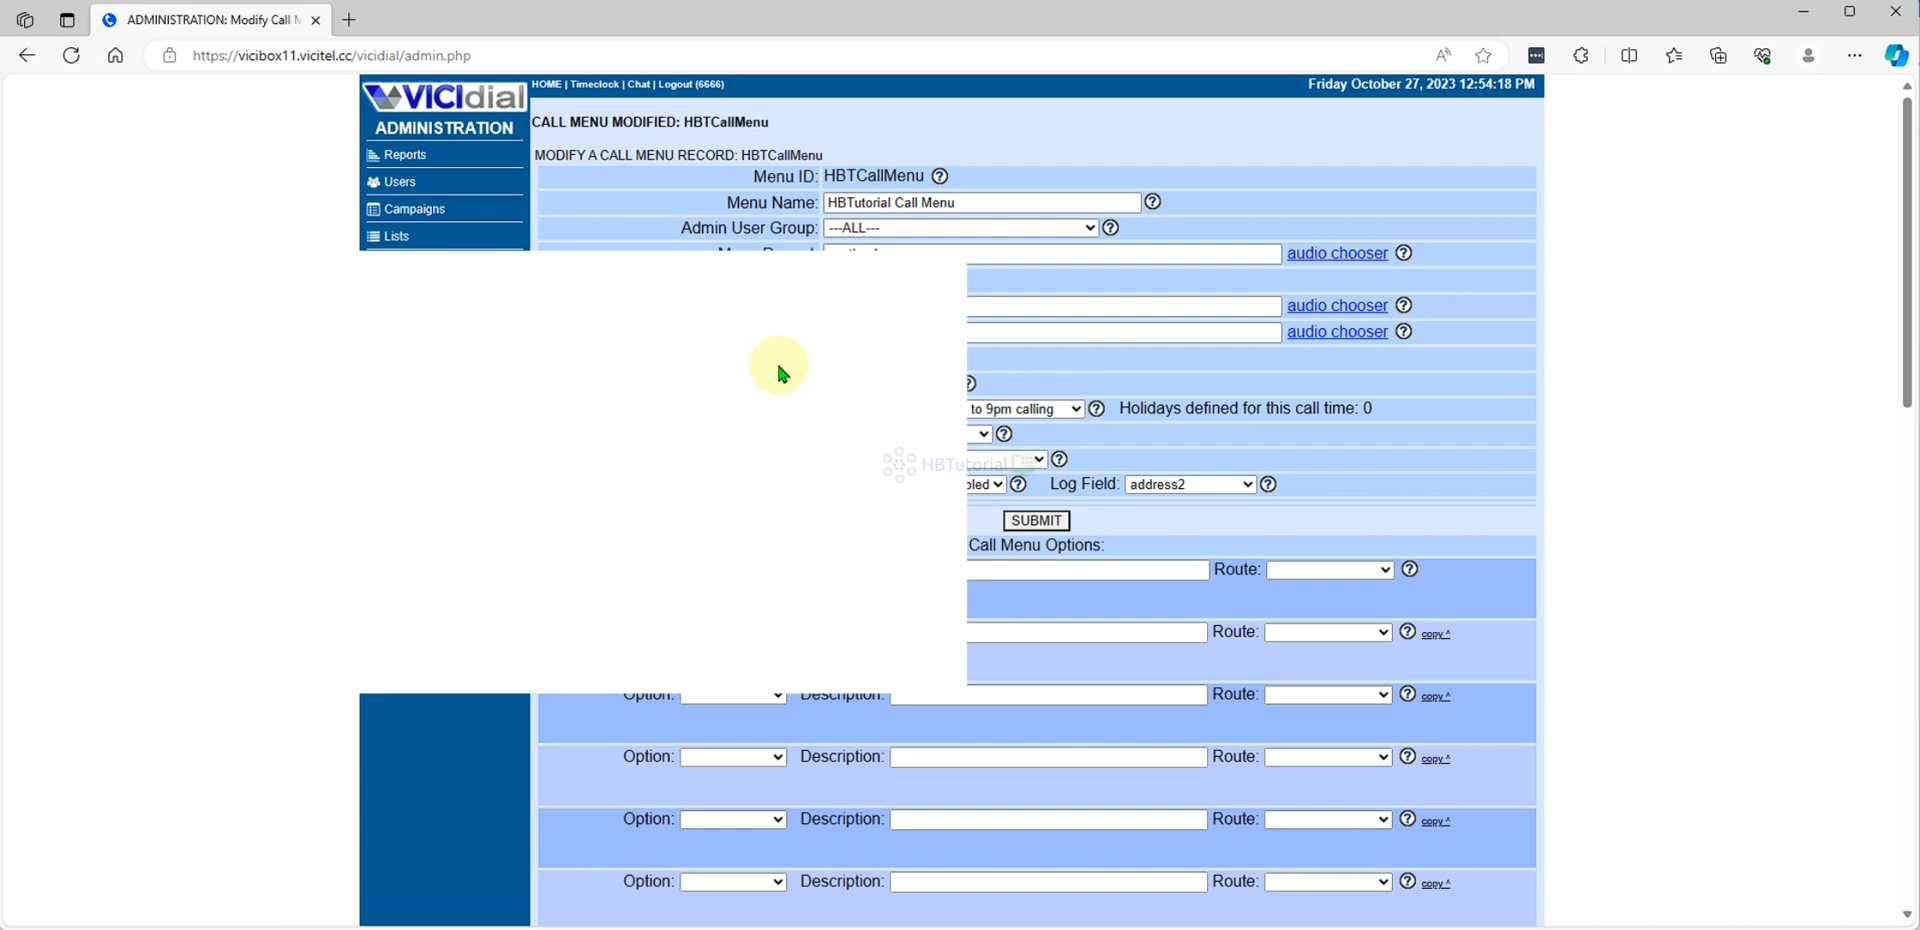 ADMINISTRATION: Modify Call M
https://vicibox11.vicitel.cc/vicidial/admin.php
VICIdial
HOME | Timeclock | Chat | Logout (6666)
Friday October 27, 2023 12:54:18 PM
ADMINISTRATION
Reports
Users
Campaigns
Lists
CALL MENU MODIFIED: HBTCallMenu
MODIFY A CALL MENU RECORD: HBTCallMenu
Menu ID: HBTCallMenu
Menu Name: HBTutorial Call Menu
Admin User Group: ---ALL---
audio chooser
audio chooser
audio chooser
to 9pm calling Holidays defined for this call time: 0
HBTutorial
Log Field: address2
SUBMIT
Call Menu Options:
Route:
Route: copy ^
Option: Description: Route: copy ^
Option: Description: Route: copy ^
Option: Description: Route: copy ^
Option: Description: Route: copy ^